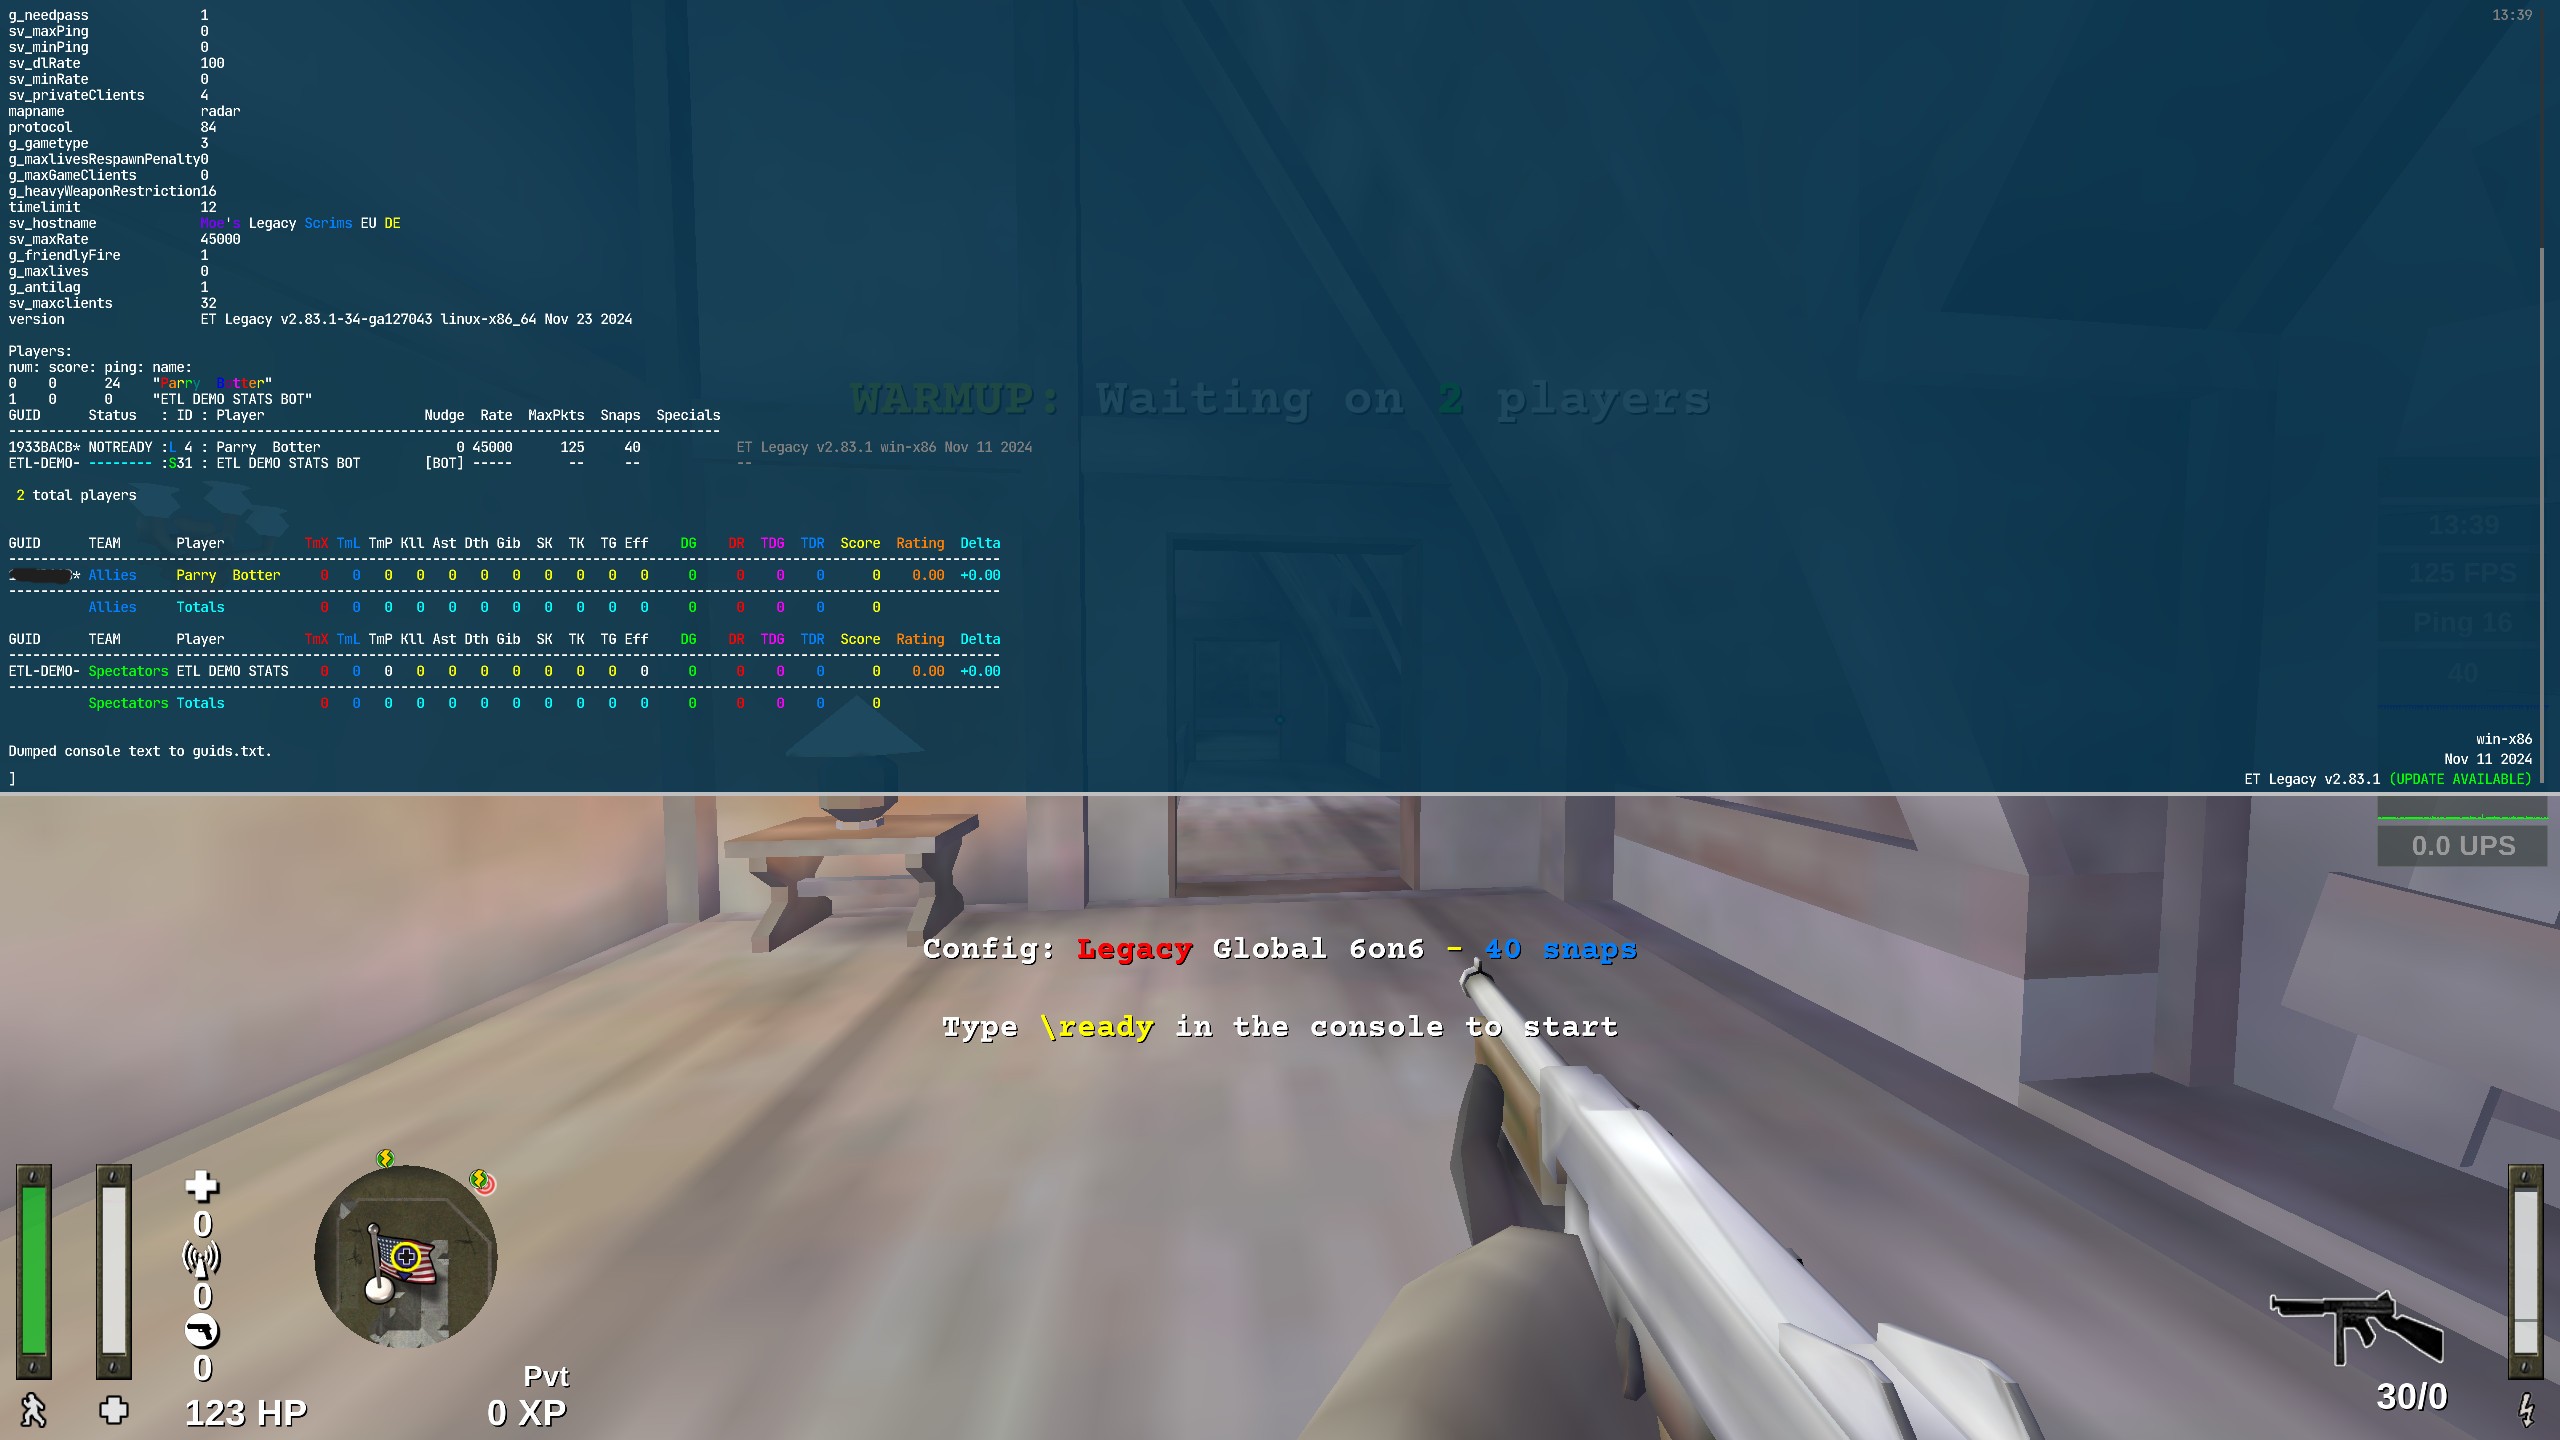 g_needpass 1
13:39
sv_maxPing 0
sv_minPing 0
sv_dlRate 100
sv_minRate 0
sv_privateClients 4
mapname radar
protocol 84
g_gametype 3
g_maxlivesRespawnPenalty0
g_maxGameClients 0
g_heavyWeaponRestriction16
timelimit 12
sv_hostname Moe's Legacy Scrims EU DE
sv_maxRate 45000
g_friendlyFire 1
g_maxlives 0
g_antilag 1
sv_maxclients 32
version ET Legacy v2.83.1-34-ga127043 linux-x86_64 Nov 23 2024
Players:
num: score: ping: name:
0 0 24 "Parry Botter"
1 0 0 "ETL DEMO STATS BOT"
WARMUP: Waiting on 2 players
GUID Status : ID : Player Nudge Rate MaxPkts Snaps Specials
1933BACB* NOTREADY :L 4 : Parry Botter 0 45000 125 40 ET Legacy v2.83.1 win-x86 Nov 11 2024
ETL-DEMO- -------- :S31 : ETL DEMO STATS BOT [BOT] ----- -- -- --
2 total players
GUID TEAM Player TmX TmL TmP Kll Ast Dth Gib SK TK TG Eff DG DR TDG TDR Score Rating Delta
* Allies Parry Botter 0 0 0 0 0 0 0 0 0 0 0 0 0 0 0 0 0.00 +0.00
Allies Totals 0 0 0 0 0 0 0 0 0 0 0 0 0 0 0 0
GUID TEAM Player TmX TmL TmP Kll Ast Dth Gib SK TK TG Eff DG DR TDG TDR Score Rating Delta
ETL-DEMO- Spectators ETL DEMO STATS 0 0 0 0 0 0 0 0 0 0 0 0 0 0 0 0 0.00 +0.00
Spectators Totals 0 0 0 0 0 0 0 0 0 0 0 0 0 0 0 0
13:39
125 FPS
Ping 16
40
Dumped console text to guids.txt.
]
win-x86
Nov 11 2024
ET Legacy v2.83.1 (UPDATE AVAILABLE)
0.0 UPS
Config: Legacy Global 6on6 - 40 snaps
Type \ready in the console to start
0
0
0
Pvt
123 HP
0 XP
30/0